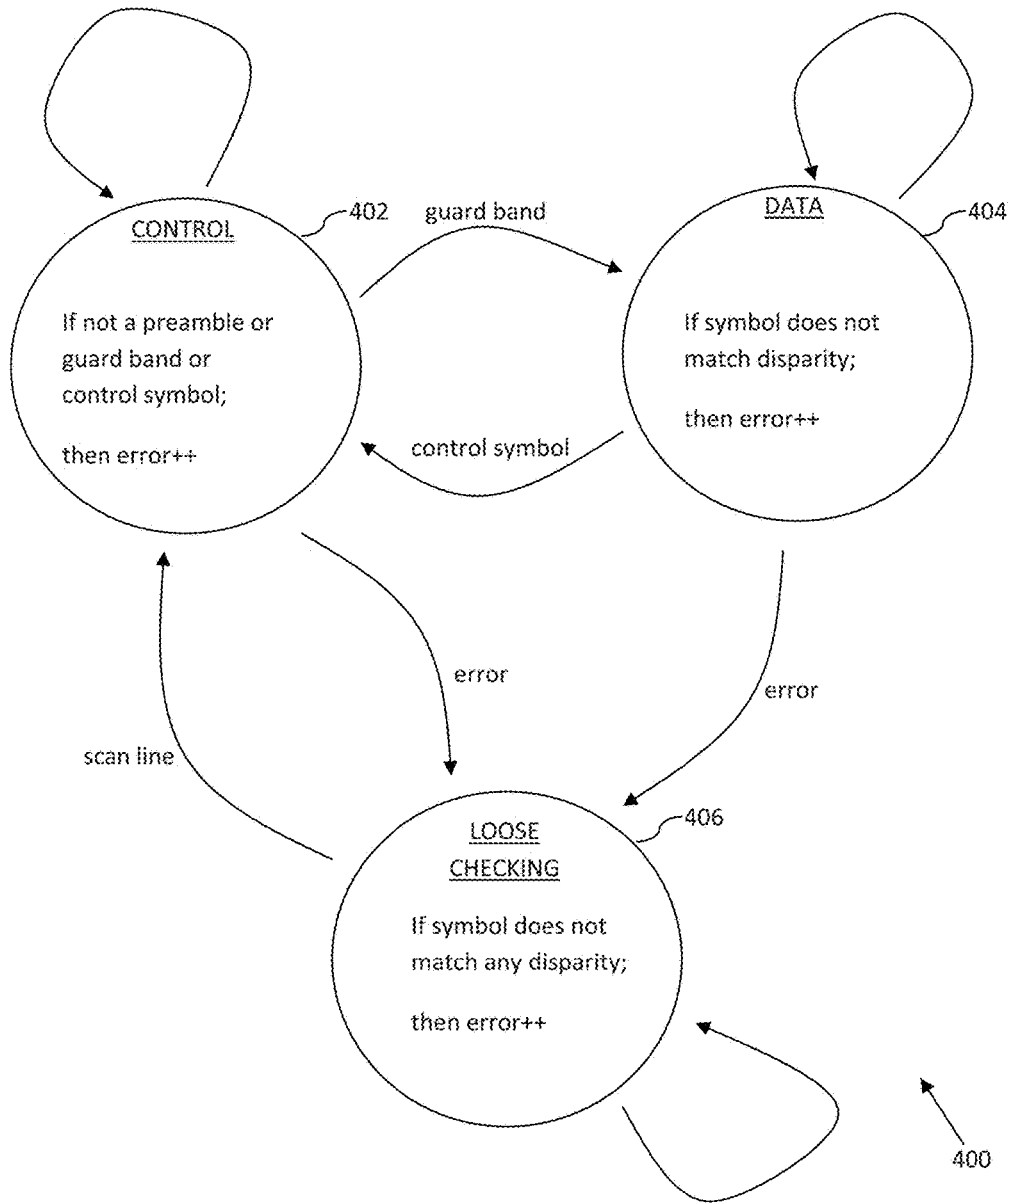 CONTROL
402
If not a preamble or
guard band or
control symbol;
then error++
guard band
DATA
404
If symbol does not
match disparity;
then error++
control symbol
error
error
scan line
LOOSE
CHECKING
406
If symbol does not
match any disparity;
then error++
400